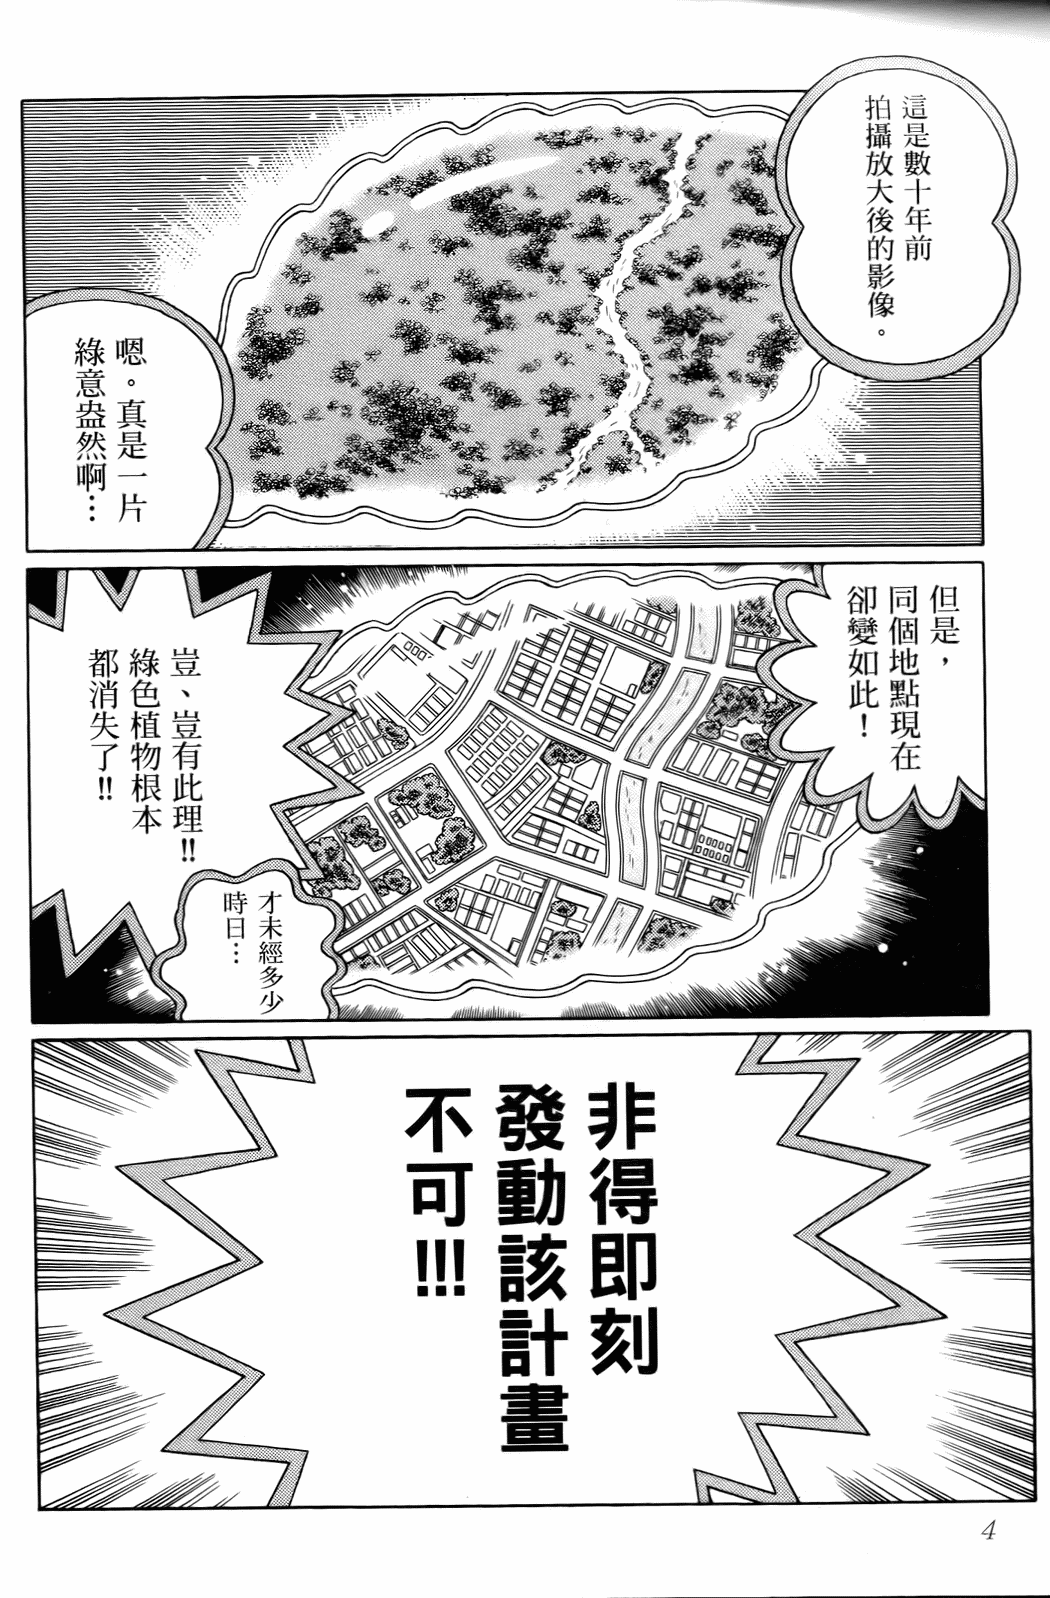 這是數十年前
拍攝放大後的影像。
嗯。真是一片
綠意盎然啊…
但是，
同個地點現在
卻變如此！
豈、豈有此理!!
綠色植物根本
都消失了!!
才未經多少
時日…
非得即刻
發動該計畫
不可!!!
4